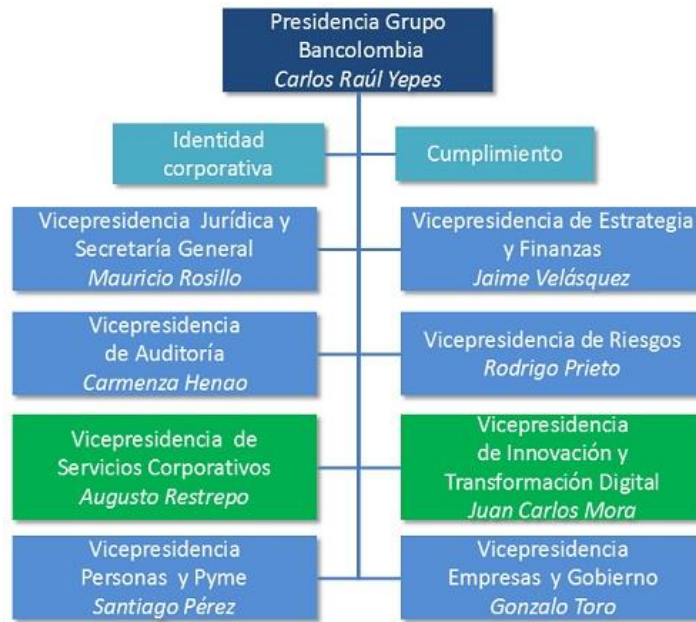 Presidencia Grupo
Bancolombia
Carlos Raúl Yepes
Identidad
corporativa
Cumplimiento
Vicepresidencia Jurídica y
Secretaría General
Mauricio Rosillo
Vicepresidencia de Estrategia
y Finanzas
Jaime Velásquez
Vicepresidencia
de Auditoría
Carmenza Henao
Vicepresidencia de Riesgos
Rodrigo Prieto
Vicepresidencia de
Servicios Corporativos
Augusto Restrepo
Vicepresidencia
de Innovación y
Transformación Digital
Juan Carlos Mora
Vicepresidencia
Personas y Pyme
Santiago Pérez
Vicepresidencia
Empresas y Gobierno
Gonzalo Toro